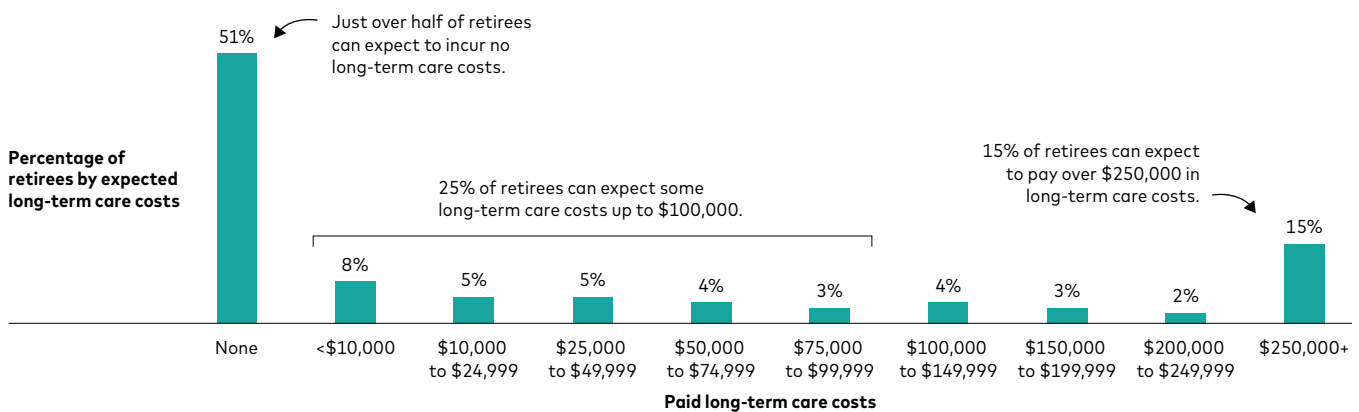 51%
Just over half of retirees
can expect to incur no
long-term care costs.
Percentage of
retirees by expected
long-term care costs
25% of retirees can expect some
long-term care costs up to $100,000.
15% of retirees can expect
to pay over $250,000 in
long-term care costs.
15%
8%
5%
5%
4%
3%
4%
3%
2%
None
<$10,000
$10,000
to $24,999
$25,000
to $49,999
$50,000
to $74,999
$75,000
to $99,999
$100,000
to $149,999
$150,000
to $199,999
$200,000
to $249,999
$250,000+
Paid long-term care costs